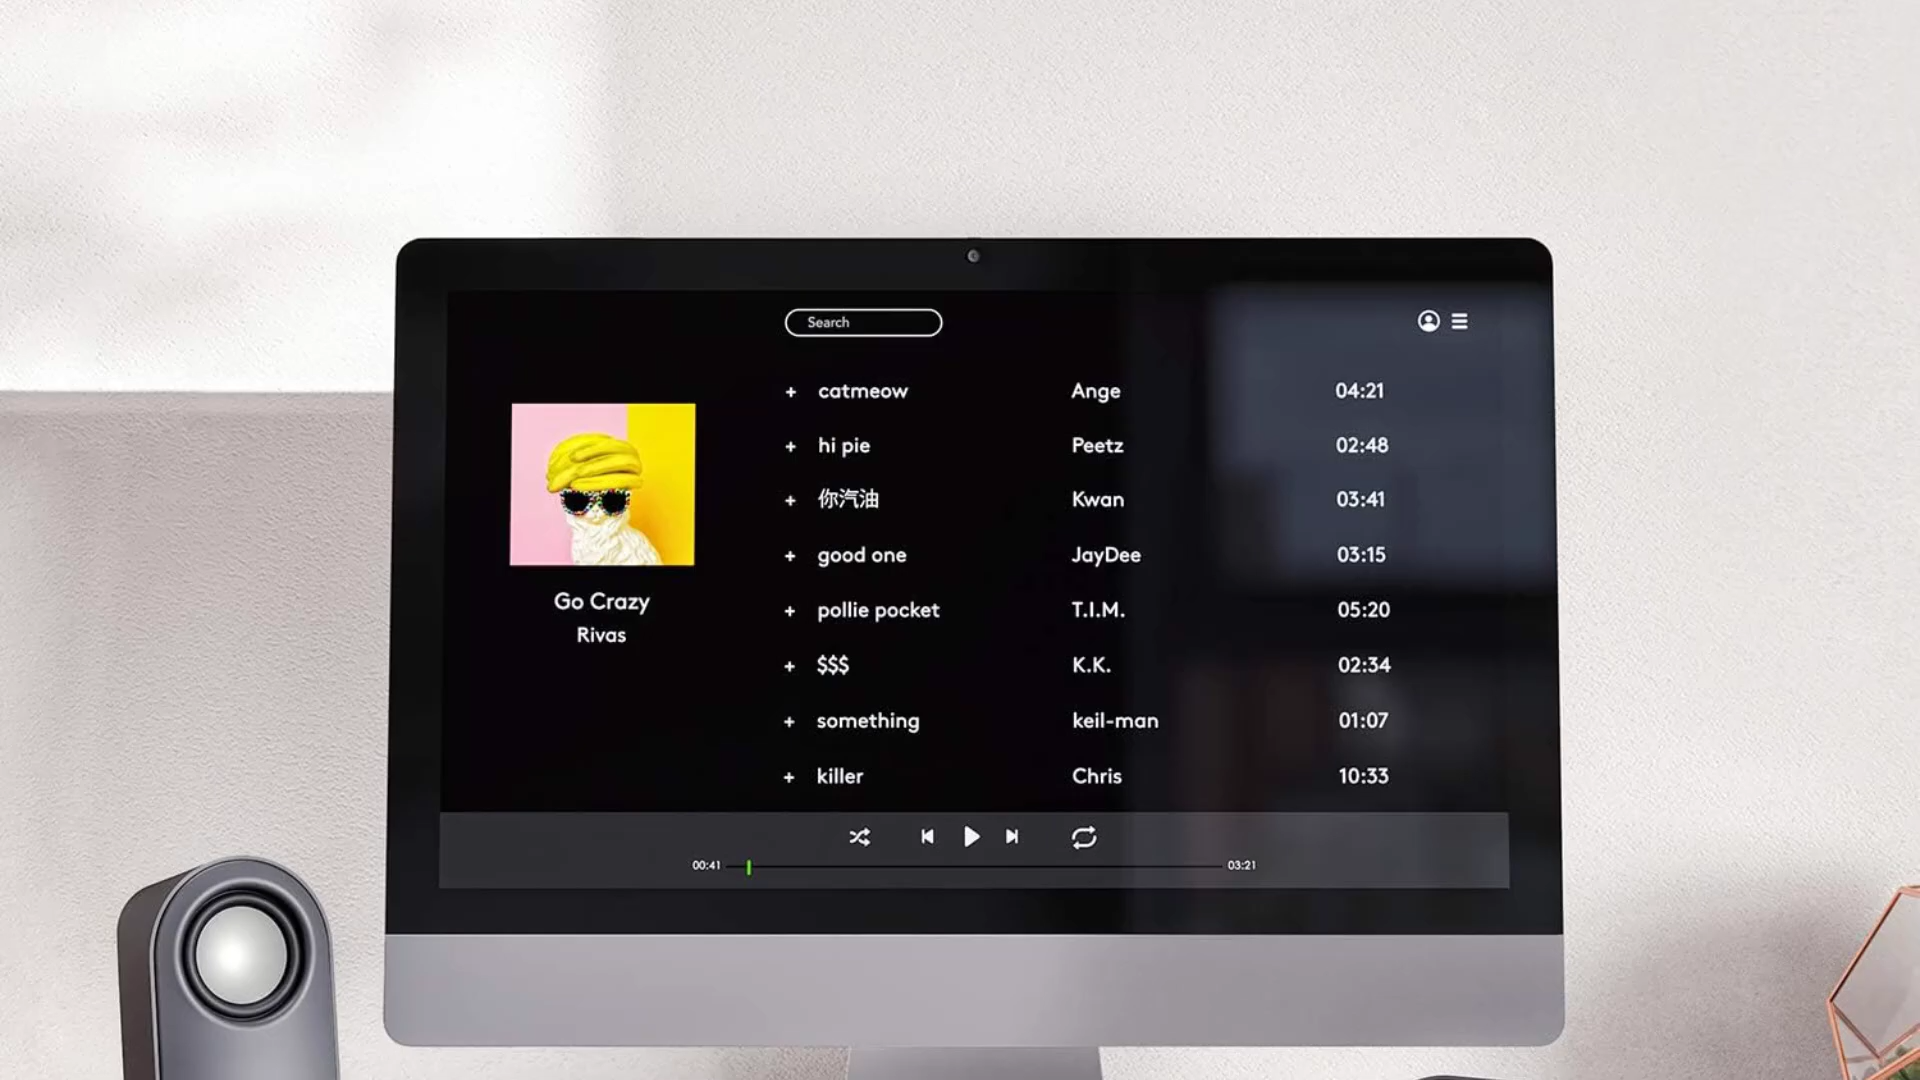 Search
Go Crazy
Rivas
+ catmeow Ange 04:21
+ hi pie Peetz 02:48
+ 你汽油 Kwan 03:41
+ good one JayDee 03:15
+ pollie pocket T.I.M. 05:20
+ $$$ K.K. 02:34
+ something keil-man 01:07
+ killer Chris 10:33
00:41 03:21